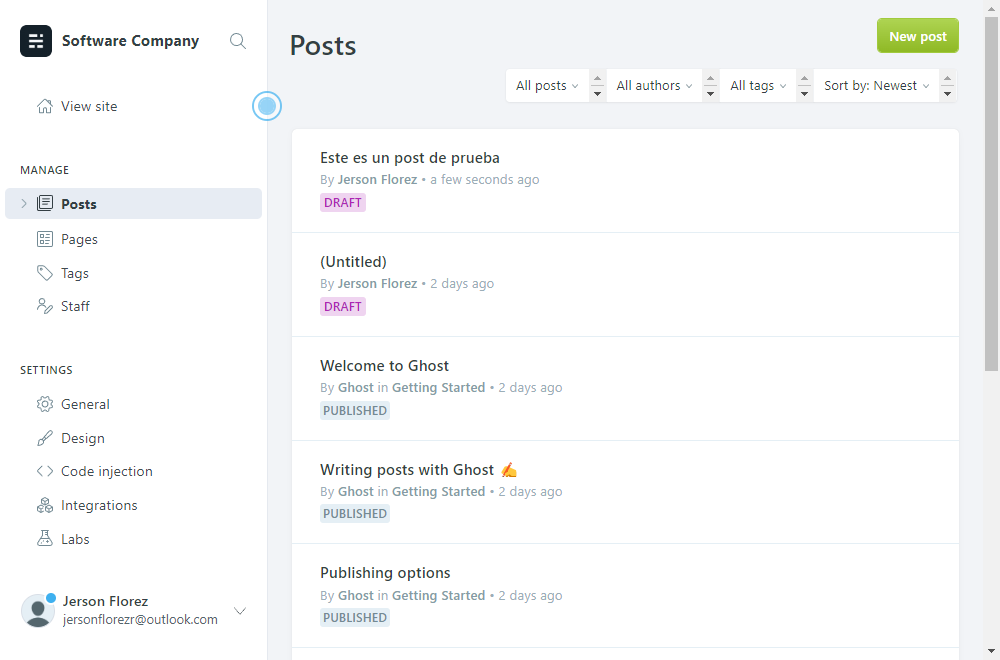 Software Company
View site
MANAGE
Posts
Pages
Tags
Staff
SETTINGS
General
Design
Code injection
Integrations
Labs
Jerson Florez
jersonflorezr@outlook.com
Posts
New post
All posts
All authors
All tags
Sort by: Newest
Este es un post de prueba
By Jerson Florez • a few seconds ago
DRAFT
(Untitled)
By Jerson Florez • 2 days ago
DRAFT
Welcome to Ghost
By Ghost in Getting Started • 2 days ago
PUBLISHED
Writing posts with Ghost ✍️
By Ghost in Getting Started • 2 days ago
PUBLISHED
Publishing options
By Ghost in Getting Started • 2 days ago
PUBLISHED